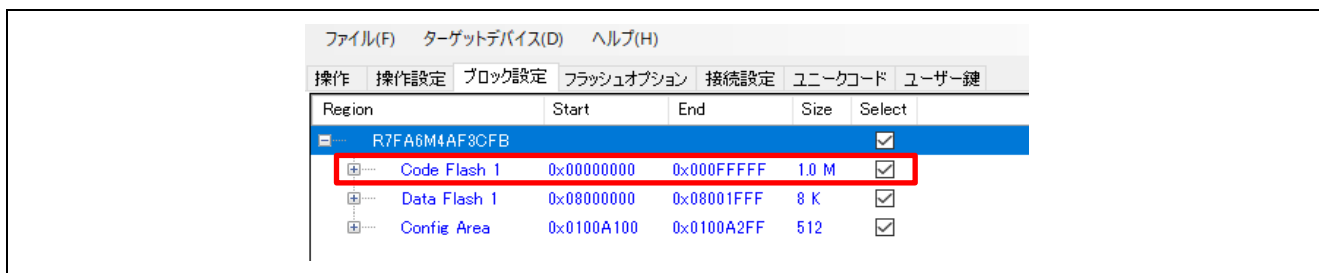 ファイル(F) ターゲットデバイス(D) ヘルプ(H)
操作 操作設定 ブロック設定 フラッシュオプション 接続設定 ユニークコード ユーザー鍵
Region Start End Size Select
R7FA6M4AF3CFB
Code Flash 1 0x00000000 0x000FFFFF 1.0 M
Data Flash 1 0x08000000 0x08001FFF 8 K
Config Area 0x0100A100 0x0100A2FF 512